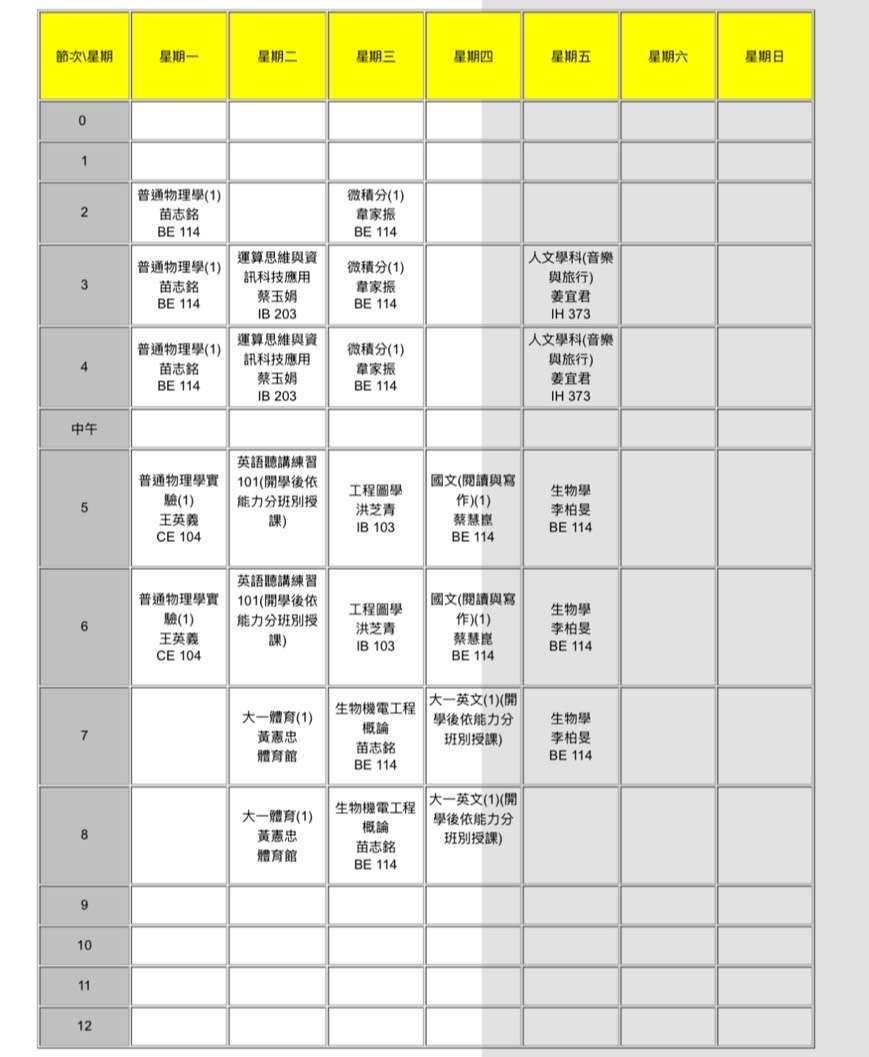 節次\星期 星期一 星期二 星期三 星期四 星期五 星期六 星期日
0
1
2
普通物理學(1)
苗志銘
BE 114
微積分(1)
韋家振
BE 114
3
普通物理學(1)
苗志銘
BE 114
運算思維與資
訊科技應用
蔡玉娟
IB 203
微積分(1)
韋家振
BE 114
人文學科(音樂
與旅行)
姜宜君
IH 373
4
普通物理學(1)
苗志銘
BE 114
運算思維與資
訊科技應用
蔡玉娟
IB 203
微積分(1)
韋家振
BE 114
人文學科(音樂
與旅行)
姜宜君
IH 373
中午
5
普通物理學實
驗(1)
王英義
CE 104
英語聽講練習
101(開學後依
能力分班別授
課)
工程圖學
洪芝青
IB 103
國文(閱讀與寫
作)(1)
蔡慧崑
BE 114
生物學
李柏旻
BE 114
6
普通物理學實
驗(1)
王英義
CE 104
英語聽講練習
101(開學後依
能力分班別授
課)
工程圖學
洪芝青
IB 103
國文(閱讀與寫
作)(1)
蔡慧崑
BE 114
生物學
李柏旻
BE 114
7
大一體育(1)
黃憲忠
體育館
生物機電工程
概論
苗志銘
BE 114
大一英文(1)(開
學後依能力分
班別授課)
生物學
李柏旻
BE 114
8
大一體育(1)
黃憲忠
體育館
生物機電工程
概論
苗志銘
BE 114
大一英文(1)(開
學後依能力分
班別授課)
9
10
11
12